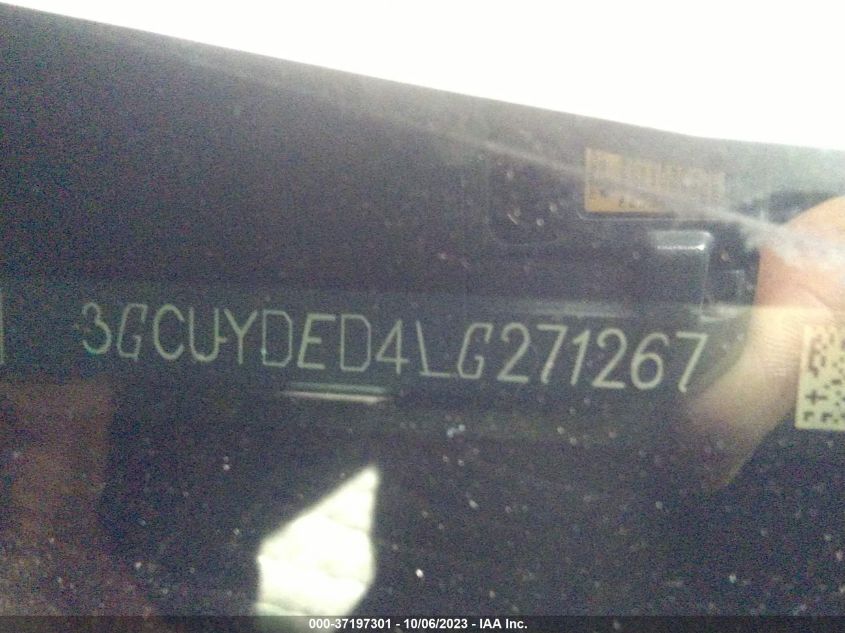 3GCUYDED4LG271267
000-37197301 - 10/06/2023 - IAA Inc.